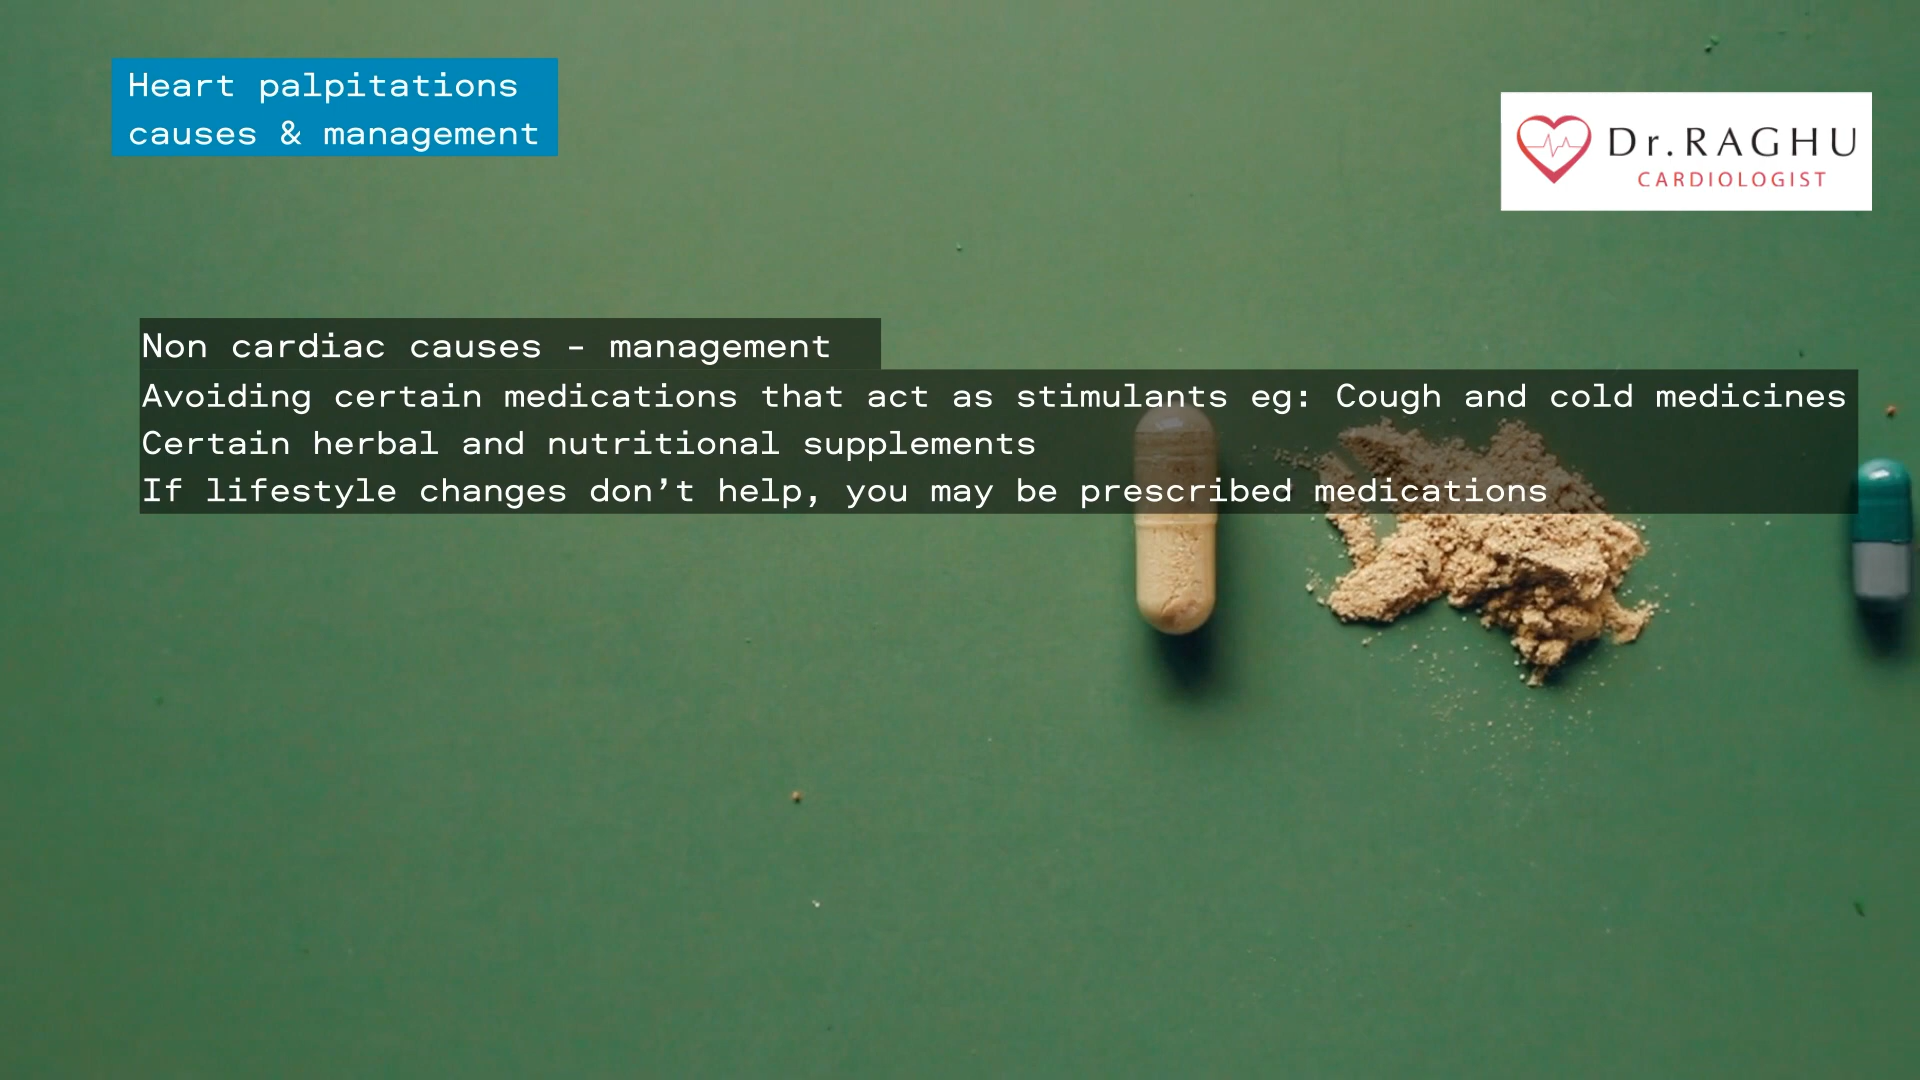 Heart palpitations
causes & management
Dr.RAGHU
CARDIOLOGIST
Non cardiac causes - management
Avoiding certain medications that act as stimulants eg: Cough and cold medicines
Certain herbal and nutritional supplements
If lifestyle changes don’t help, you may be prescribed medications